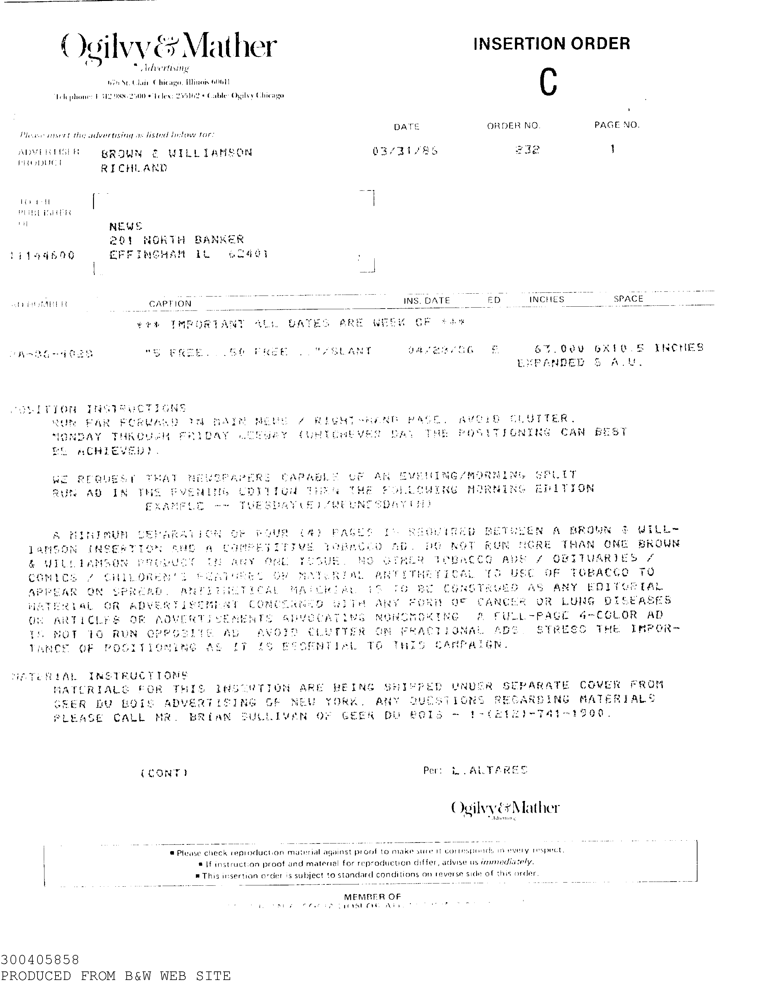 Ogilvy & Mather
Advertising
676 St. Clair Chicago, Illinois 60611
Telephone: 1 312 988-2500 • Telex: 255162 • Cable: Ogilvy Chicago
INSERTION ORDER
C
Please insert the advertising as listed below for:
DATE ORDER NO. PAGE NO.
ADVERTISER BROWN & WILLIAMSON 03/31/86 232 1
PRODUCT RICHLAND
TO THE
PUBLISHER
OF
NEWS
201 NORTH BANKER
11144600 EFFINGHAM IL 62401
AD NUMBER CAPTION INS. DATE ED INCHES SPACE
*** IMPORTANT ALL DATES ARE WEEK OF ***
"5 FREE...50 FREE..."/SLANT E 63.000 6X10.5 INCHES
EXPANDED S.A.U.
POSITION INSTRUCTIONS
RUN FAR FORWARD IN MAIN NEWS / RIGHT-HAND PAGE. AVOID CLUTTER.
MONDAY THROUGH FRIDAY LEEWAY (WHICHEVER DAY THE POSITIONING CAN BEST
BE ACHIEVED).
WE REQUEST THAT NEWSPAPERS CAPABLE OF AN EVENING/MORNING SPLIT
RUN AD IN THE EVENING EDITION THEN THE FOLLOWING MORNING EDITION
EXAMPLE -- TUESDAY(E)/WEDNESDAY(M)
A MINIMUM SEPARATION OF FOUR (4) PAGES IS REQUIRED BETWEEN A BROWN & WILL-
IAMSON INSERTION AND A COMPETITIVE TOBACCO AD. DO NOT RUN MORE THAN ONE BROWN
& WILLIAMSON PRODUCT IN ANY ONE ISSUE. NO OTHER TOBACCO ADS / OBITUARIES /
COMICS / CHILDREN'S FEATURES OR MATERIAL ANTITHETICAL TO USE OF TOBACCO TO
APPEAR ON SPREAD. ANTITHETICAL MATERIAL IS TO BE CONSTRUED AS ANY EDITORIAL
MATERIAL OR ADVERTISEMENT CONCERNED WITH ANY FORM OF CANCER OR LUNG DISEASES
OR ARTICLES OR ADVERTISEMENTS ADVOCATING NONSMOKING. A FULL-PAGE 4-COLOR AD
IS NOT TO RUN OPPOSITE AD. AVOID CLUTTER ON FRACTIONAL ADS. STRESS THE IMPOR-
TANCE OF POSITIONING AS IT IS ESSENTIAL TO THIS CAMPAIGN.
MATERIAL INSTRUCTIONS
MATERIALS FOR THIS INSERTION ARE BEING SHIPPED UNDER SEPARATE COVER FROM
GEER DU BOIS ADVERTISING OF NEW YORK. ANY QUESTIONS REGARDING MATERIALS
PLEASE CALL MR. BRIAN SULLIVAN OF GEER DU BOIS - 1-(212)-741-1900.
(CONT) Per: L.ALTARES
Ogilvy & Mather
Advertising
■ Please check reproduction material against proof to make sure it corresponds in every respect.
■ If instruction proof and material for reproduction differ, advise us immediately.
■ This insertion order is subject to standard conditions on reverse side of this order.
MEMBER OF
300405858
PRODUCED FROM B&W WEB SITE